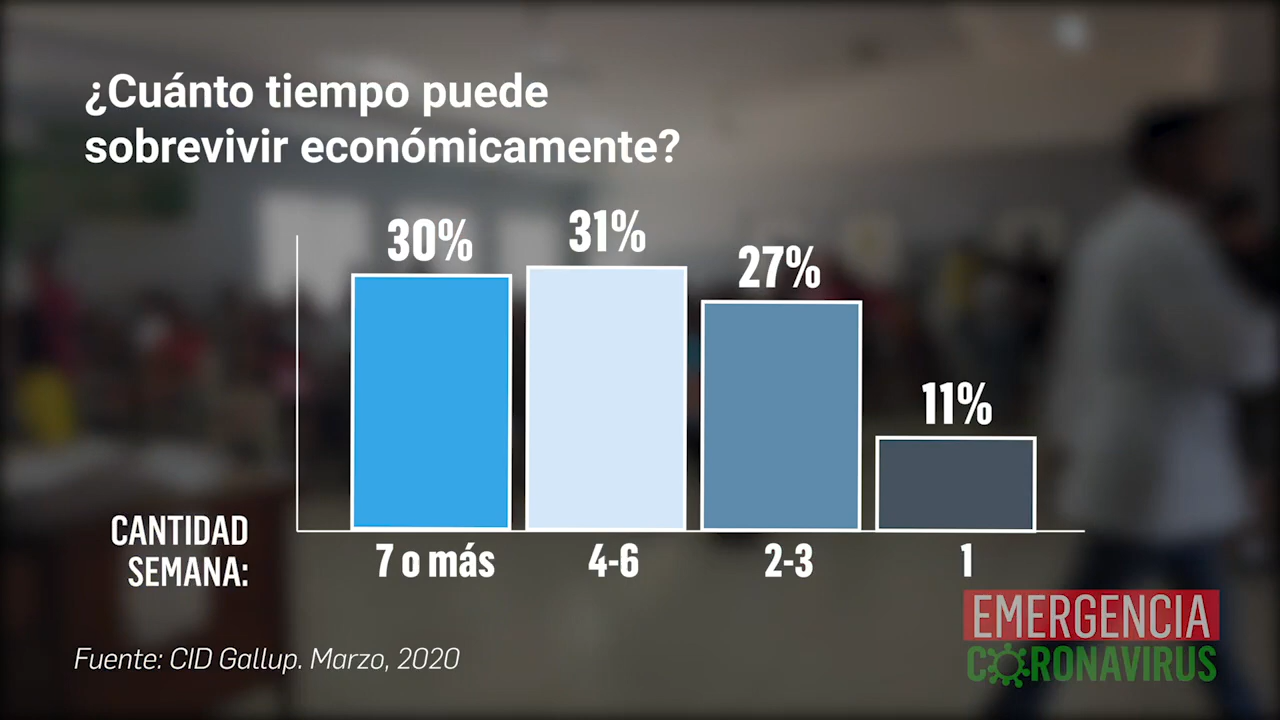 ¿Cuánto tiempo puede
sobrevivir económicamente?
30%
31%
27%
11%
CANTIDAD
SEMANA:
7 o más
4-6
2-3
1
Fuente: CID Gallup. Marzo, 2020
EMERGENCIA
CORONAVIRUS